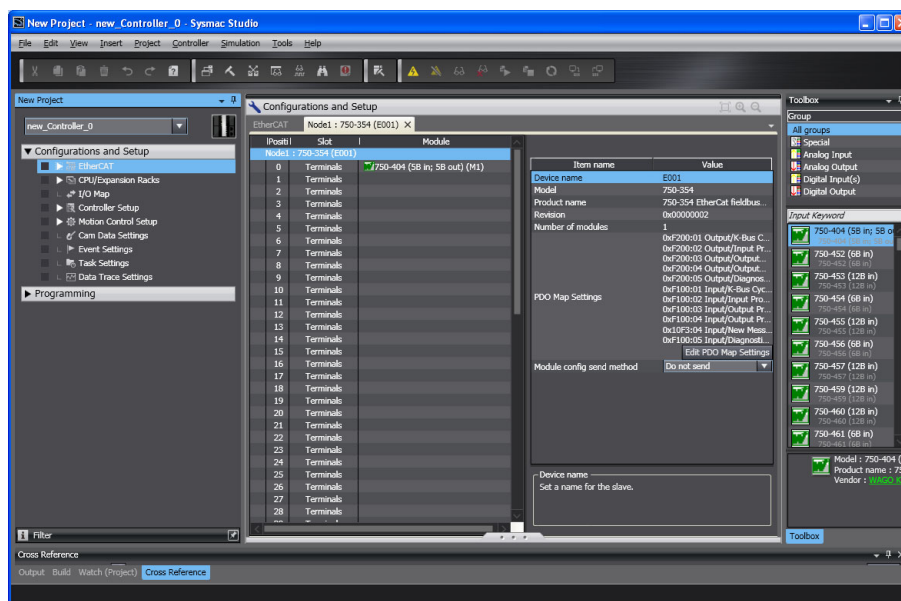 New Project - new_Controller_0 - Sysmac Studio
File Edit View Insert Project Controller Simulation Tools Help
New Project
new_Controller_0
Configurations and Setup
EtherCAT
CPU/Expansion Racks
I/O Map
Controller Setup
Motion Control Setup
Cam Data Settings
Event Settings
Task Settings
Data Trace Settings
Programming
Filter
Configurations and Setup
EtherCAT Node1 : 750-354 (E001)
Positi Slot Module
Node1 : 750-354 (E001)
0 Terminals 750-404 (5B in; 5B out) (M1)
1 Terminals
2 Terminals
3 Terminals
4 Terminals
5 Terminals
6 Terminals
7 Terminals
8 Terminals
9 Terminals
10 Terminals
11 Terminals
12 Terminals
13 Terminals
14 Terminals
15 Terminals
16 Terminals
17 Terminals
18 Terminals
19 Terminals
20 Terminals
21 Terminals
22 Terminals
23 Terminals
24 Terminals
25 Terminals
26 Terminals
27 Terminals
28 Terminals
Item name Value
Device name E001
Model 750-354
Product name 750-354 EtherCat fieldbus...
Revision 0x00000002
Number of modules 1
PDO Map Settings
0xF200:01 Output/K-Bus C...
0xF200:02 Output/Input Pr...
0xF200:03 Output/Output...
0xF200:04 Output/Output...
0xF200:05 Output/Diagnos...
0xF100:01 Input/K-Bus Cyc...
0xF100:02 Input/Input Pro...
0xF100:03 Input/Output Pr...
0xF100:04 Input/Output Pr...
0x10F3:04 Input/New Mess...
0xF100:05 Input/Diagnosti...
Edit PDO Map Settings
Module config send method Do not send
Device name
Set a name for the slave.
Toolbox
Group
All groups
Special
Analog Input
Analog Output
Digital Input(s)
Digital Output
Input Keyword
750-404 (5B in; 5B ou
750-452 (6B in)
750-452 (6B in)
750-453 (12B in)
750-453 (12B in)
750-454 (6B in)
750-454 (6B in)
750-455 (12B in)
750-455 (12B in)
750-456 (6B in)
750-456 (6B in)
750-457 (12B in)
750-457 (12B in)
750-459 (12B in)
750-459 (12B in)
750-460 (12B in)
750-460 (12B in)
750-461 (6B in)
750-461 (6B in)
Model : 750-404 (
Product name : 75
Vendor : WAGO K
Toolbox
Cross Reference
Output Build Watch (Project) Cross Reference